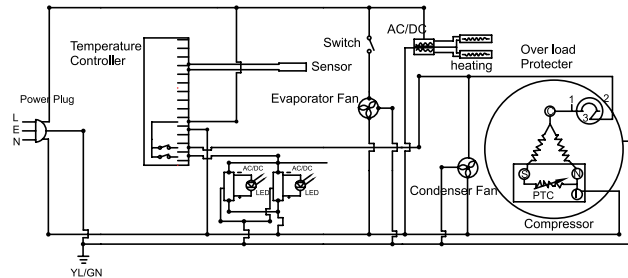 AC/DC
Temperature
Controller
Switch
Over load
Protecter
Sensor
heating
Power Plug
Evaporator Fan
1
2
3
L
E
N
AC/DC
AC/DC
LED
LED
Condenser Fan
S
N
PTC
Compressor
YL/GN